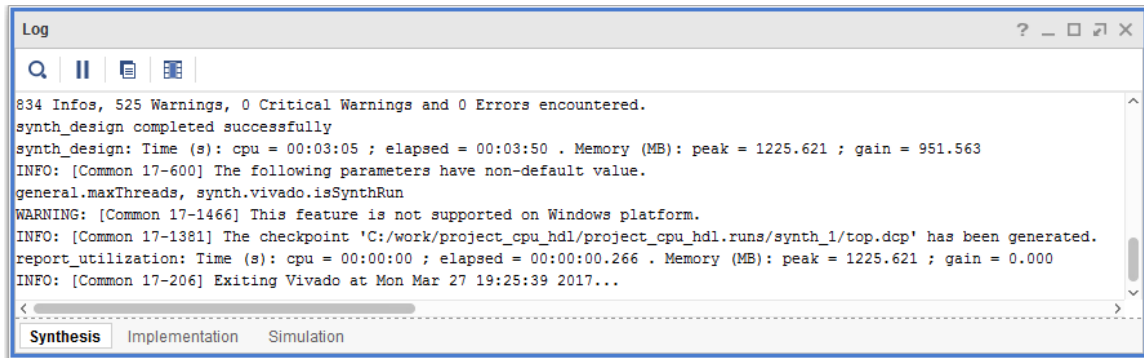 Log
834 Infos, 525 Warnings, 0 Critical Warnings and 0 Errors encountered.
synth_design completed successfully
synth_design: Time (s): cpu = 00:03:05 ; elapsed = 00:03:50 . Memory (MB): peak = 1225.621 ; gain = 951.563
INFO: [Common 17-600] The following parameters have non-default value.
general.maxThreads, synth.vivado.isSynthRun
WARNING: [Common 17-1466] This feature is not supported on Windows platform.
INFO: [Common 17-1381] The checkpoint 'C:/work/project_cpu_hdl/project_cpu_hdl.runs/synth_1/top.dcp' has been generated.
report_utilization: Time (s): cpu = 00:00:00 ; elapsed = 00:00:00.266 . Memory (MB): peak = 1225.621 ; gain = 0.000
INFO: [Common 17-206] Exiting Vivado at Mon Mar 27 19:25:39 2017...
Synthesis Implementation Simulation